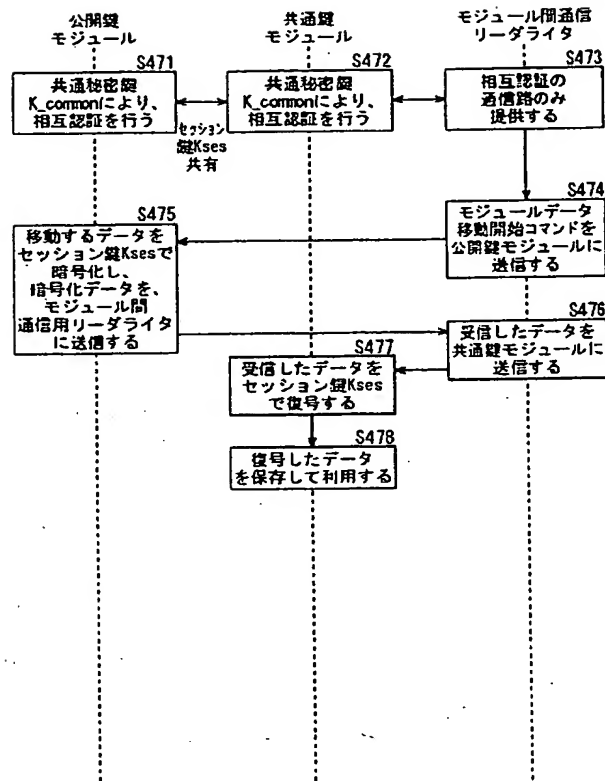 公開鍵
モジュール
共通鍵
モジュール
モジュール間通信
リーダライタ
S471
共通秘密鍵
K_commonにより、
相互認証を行う
セッション
鍵Kses
共有
S472
共通秘密鍵
K_commonにより、
相互認証を行う
S473
相互認証の
通信路のみ
提供する
S474
モジュールデータ
移動開始コマンドを
公開鍵モジュールに
送信する
S475
移動するデータを
セッション鍵Ksesで
暗号化し、
暗号化データを、
モジュール間
通信用リーダライタ
に送信する
S476
受信したデータを
共通鍵モジュールに
送信する
S477
受信したデータを
セッション鍵Kses
で復号する
S478
復号したデータ
を保存して利用する